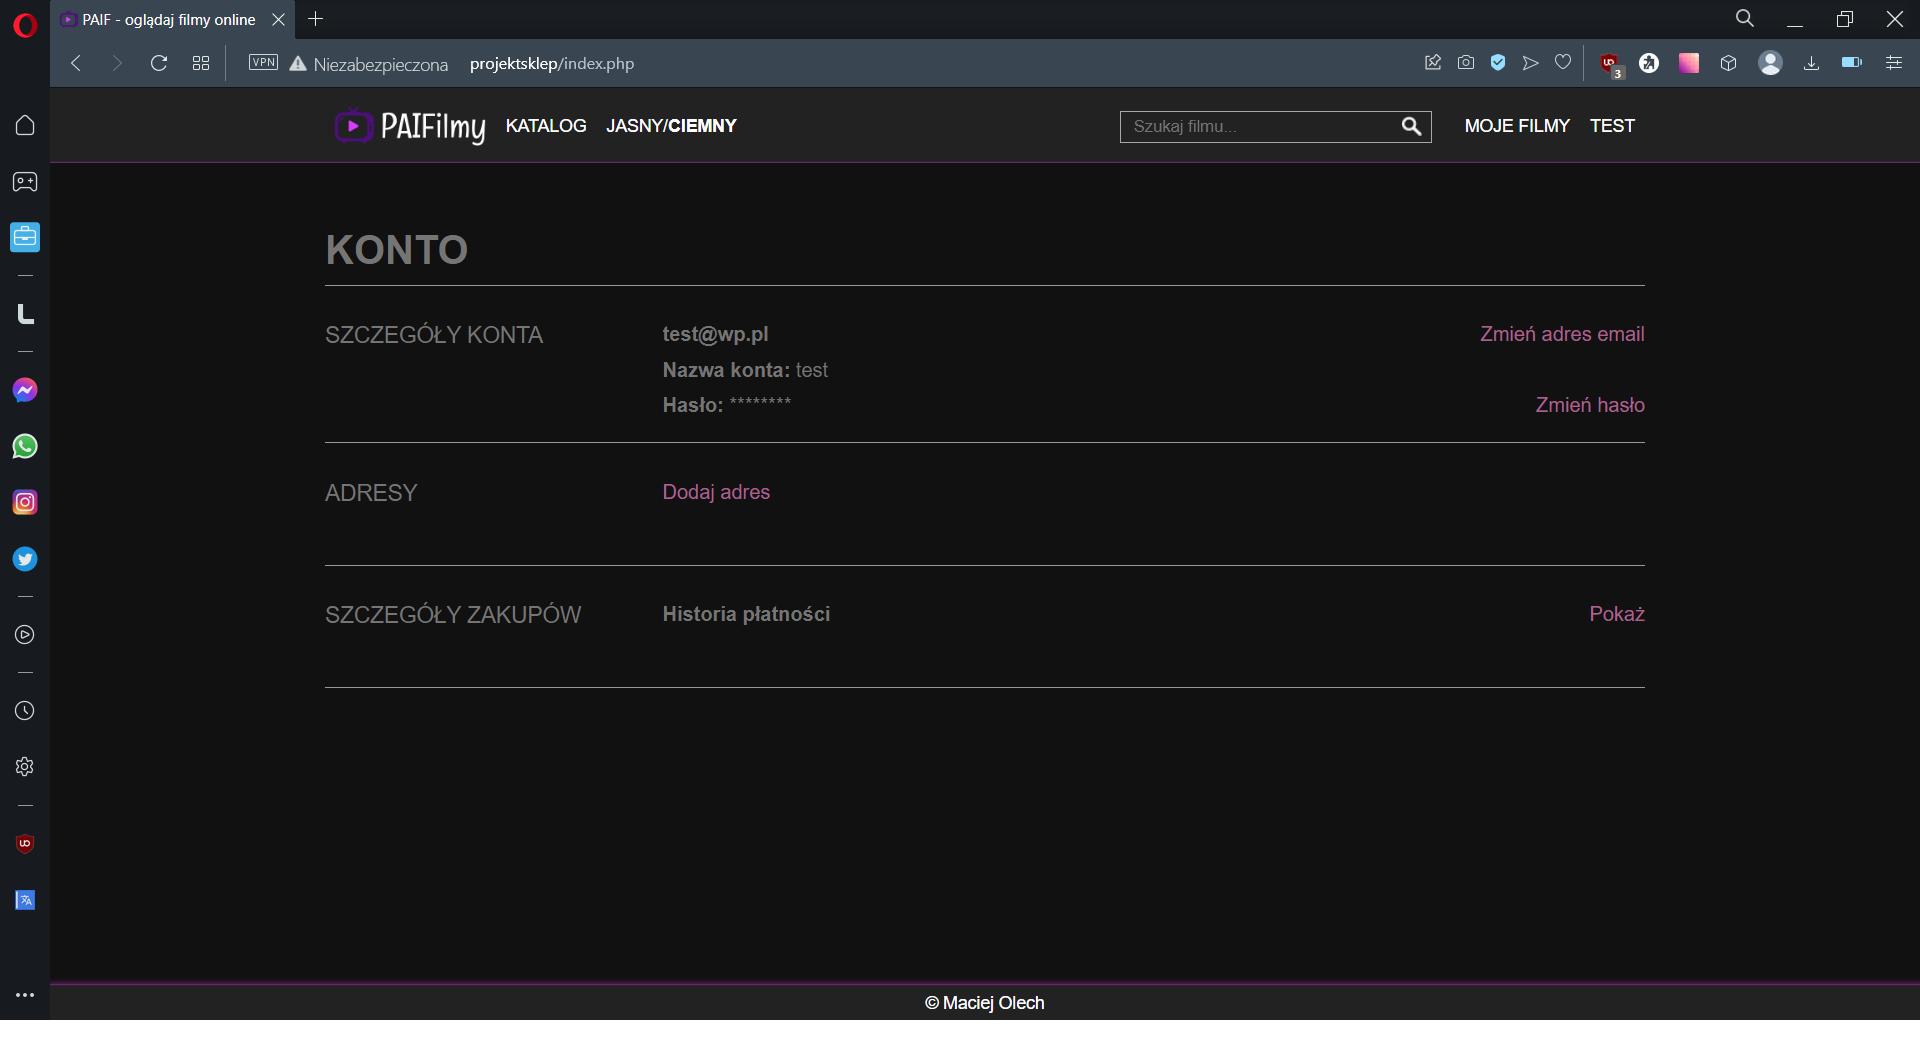 PAIF - oglądaj filmy online
VPN Niezabezpieczona projektsklep/index.php
3
PAIFilmy KATALOG JASNY/CIEMNY Szukaj filmu... MOJE FILMY TEST
KONTO
SZCZEGÓŁY KONTA test@wp.pl Zmień adres email
Nazwa konta: test
Hasło: ******** Zmień hasło
ADRESY Dodaj adres
SZCZEGÓŁY ZAKUPÓW Historia płatności Pokaż
© Maciej Olech